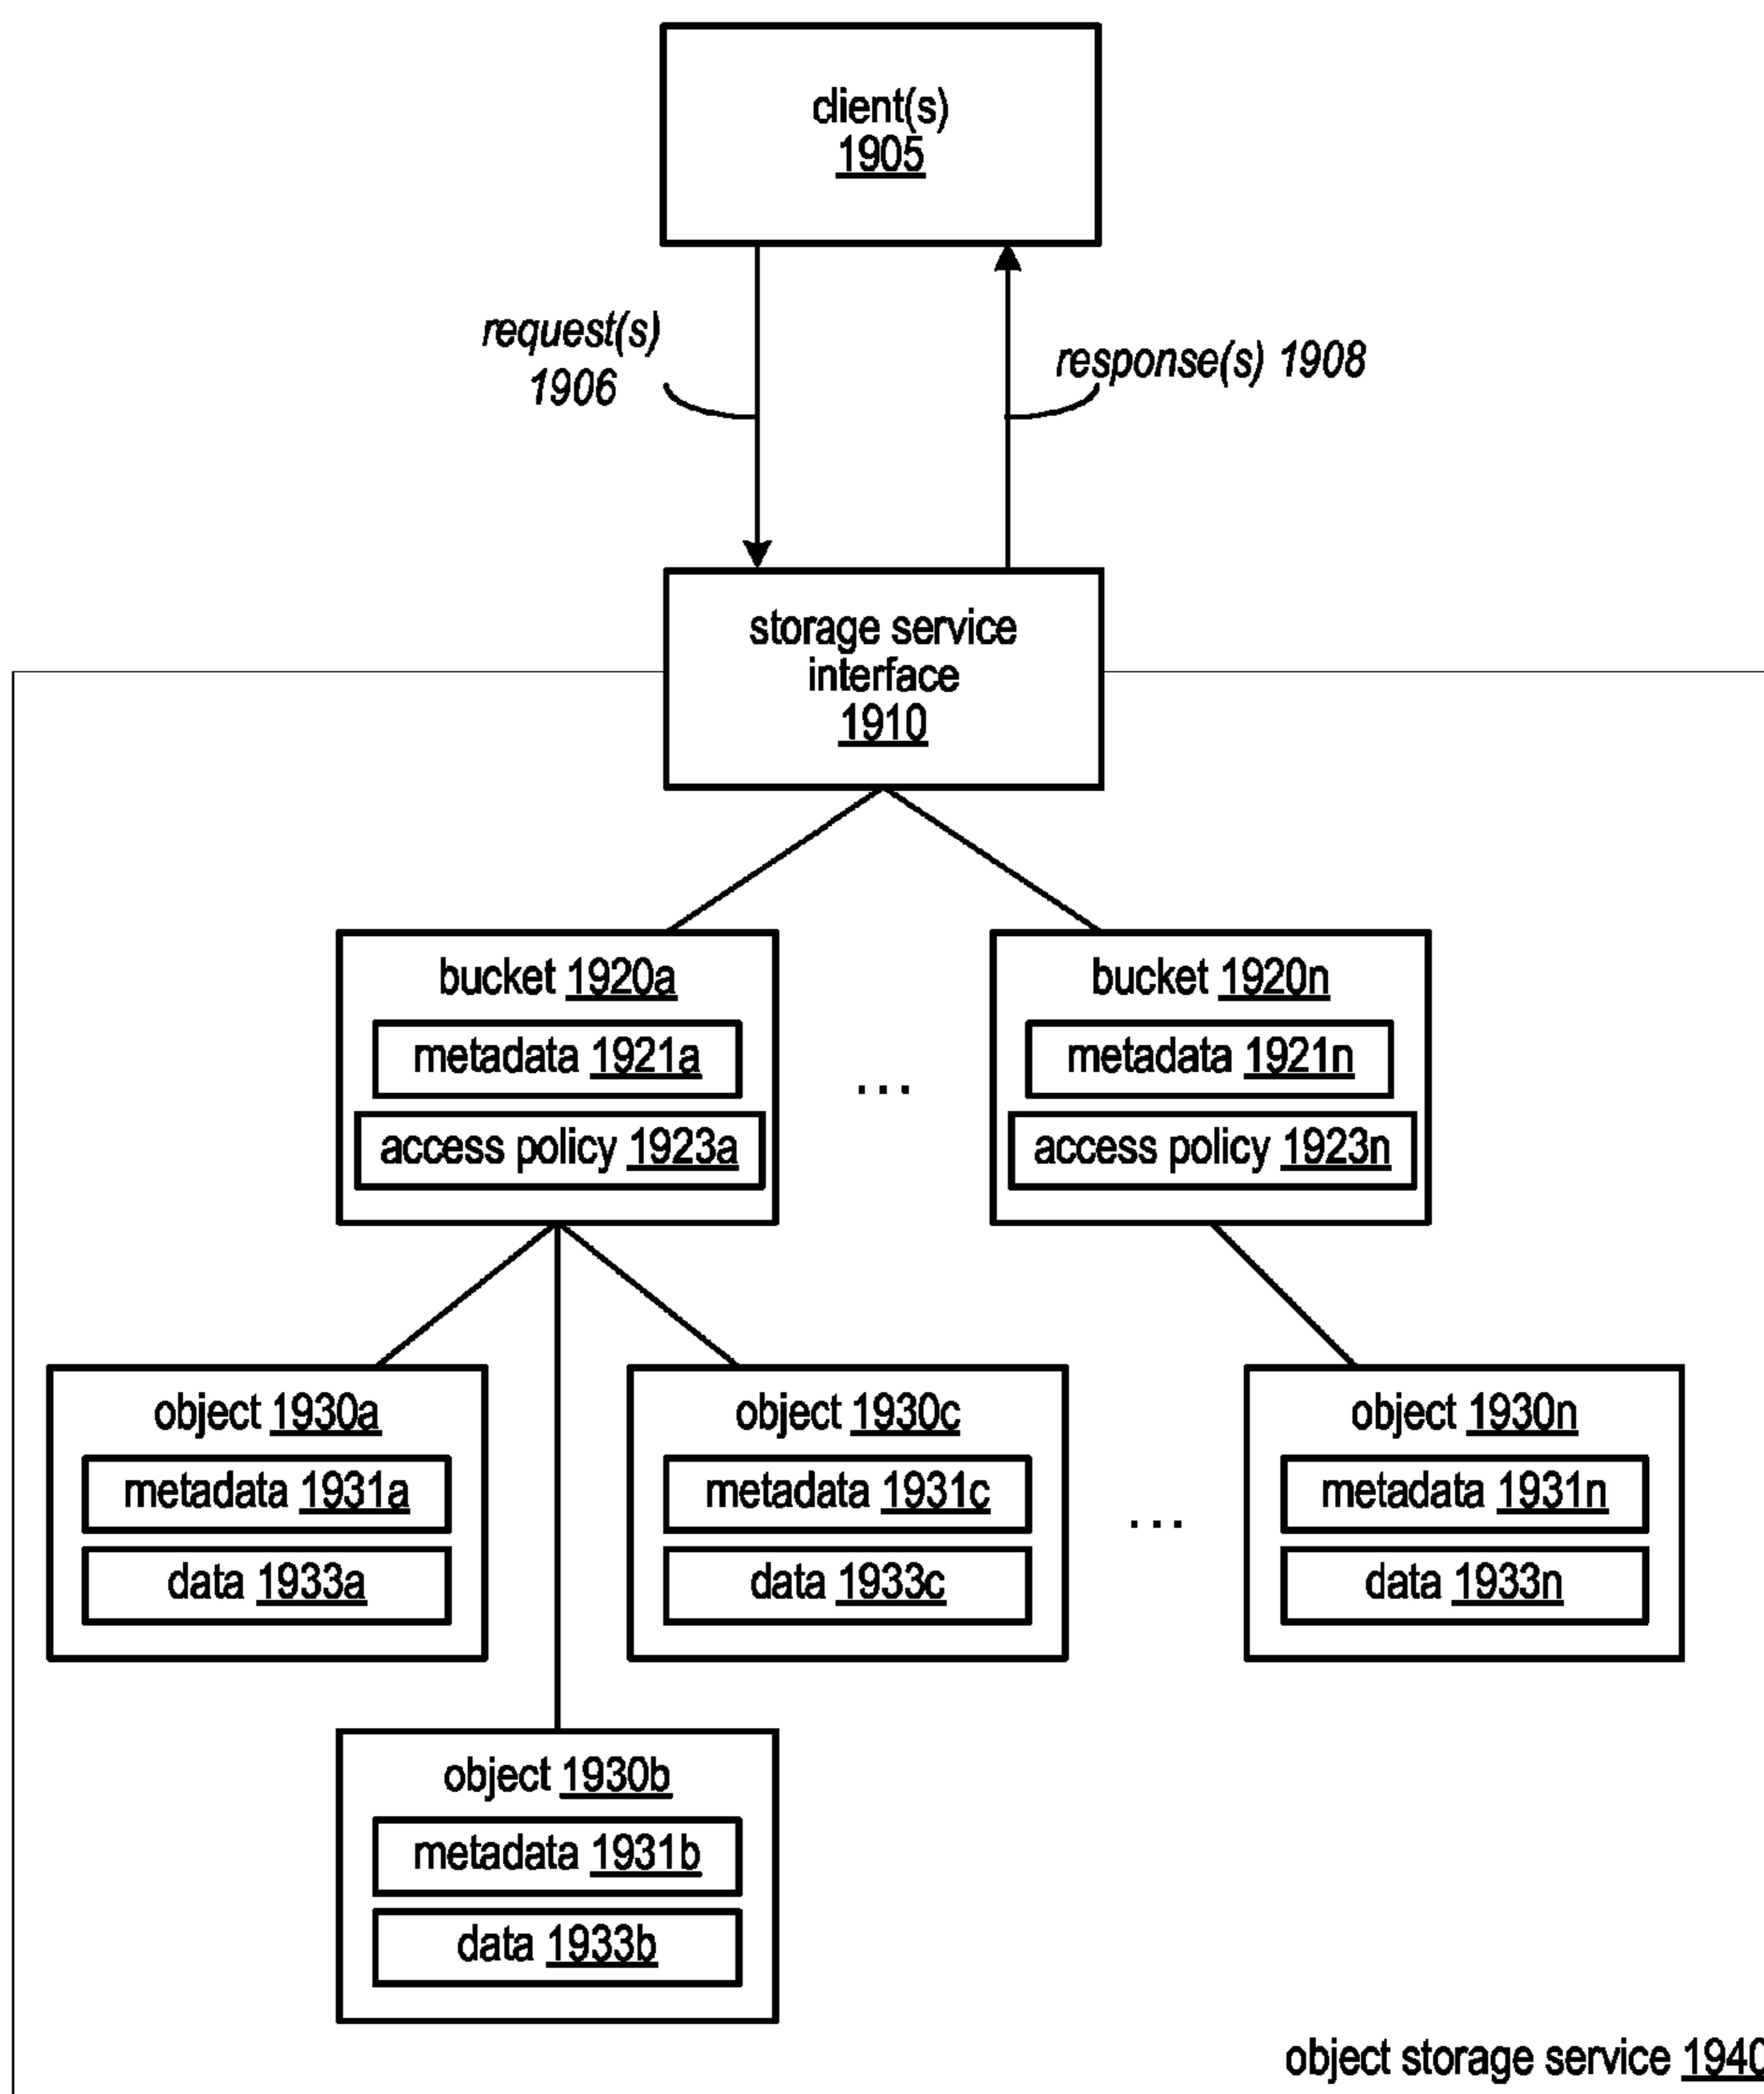 client(s)
1905
request(s)
1906
response(s) 1908
storage service
interface
1910
bucket 1920a
metadata 1921a
access policy 1923a
...
bucket 1920n
metadata 1921n
access policy 1923n
object 1930a
metadata 1931a
data 1933a
object 1930c
metadata 1931c
data 1933c
...
object 1930n
metadata 1931n
data 1933n
object 1930b
metadata 1931b
data 1933b
object storage service 1940